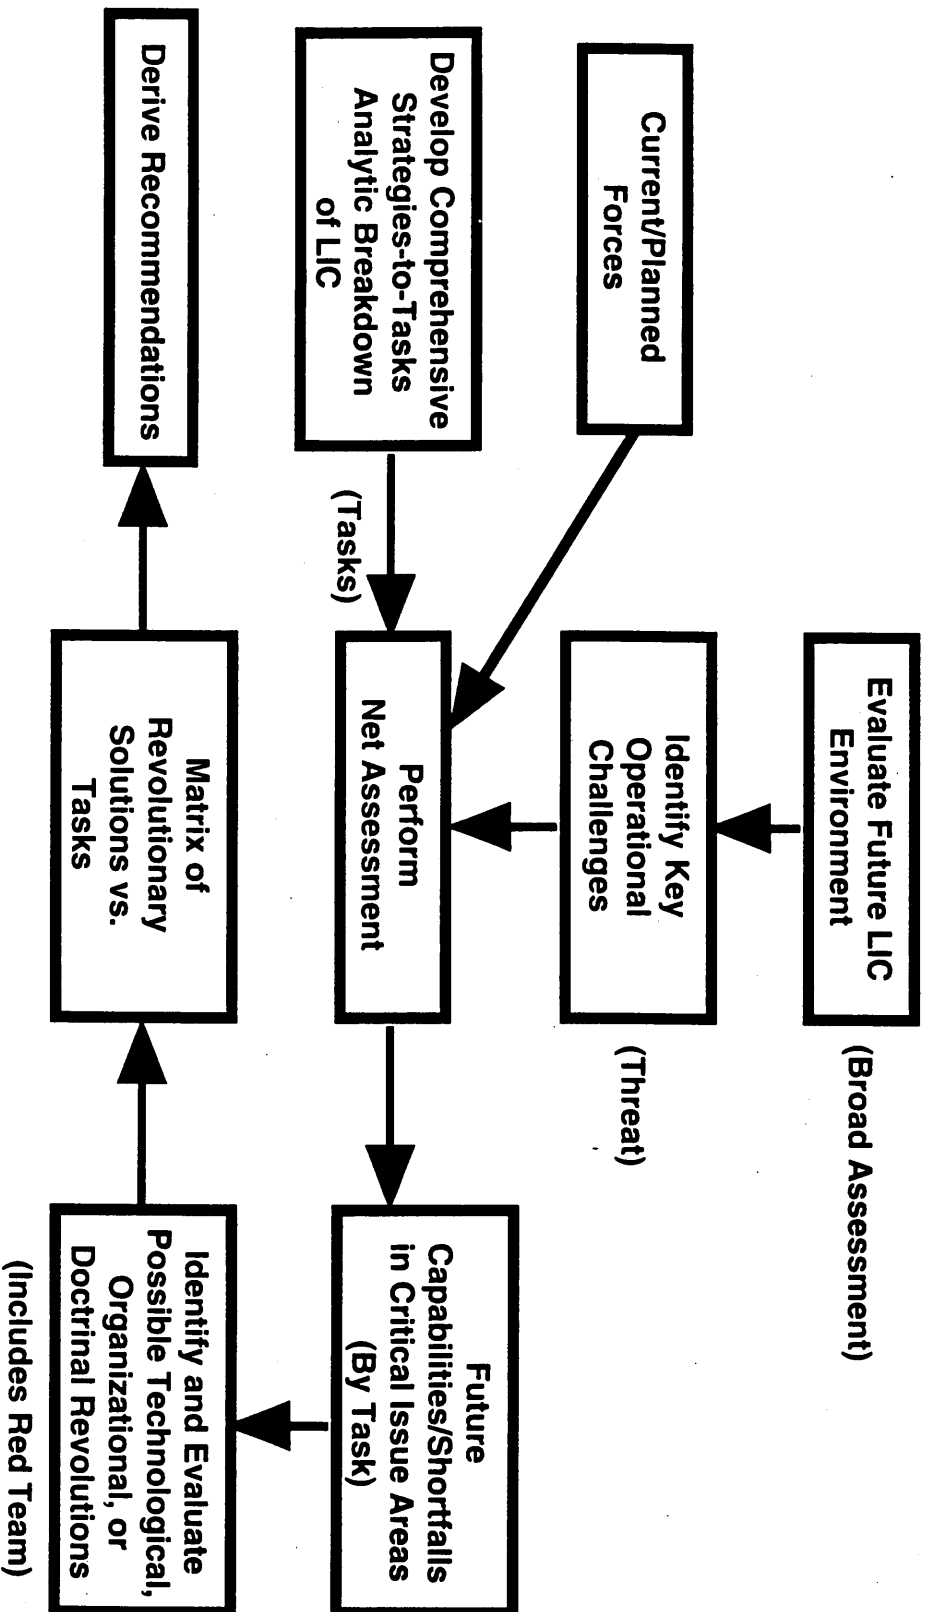 Evaluate Future LIC
Environment
(Broad Assessment)
Current/Planned
Forces
Identify Key
Operational
Challenges
(Threat)
Develop Comprehensive
Strategies-to-Tasks
Analytic Breakdown
of LIC
(Tasks)
Perform
Net Assessment
Future
Capabilities/Shortfalls
in Critical Issue Areas
(By Task)
Derive Recommendations
Matrix of
Revolutionary
Solutions vs.
Tasks
Identify and Evaluate
Possible Technological,
Organizational, or
Doctrinal Revolutions
(Includes Red Team)